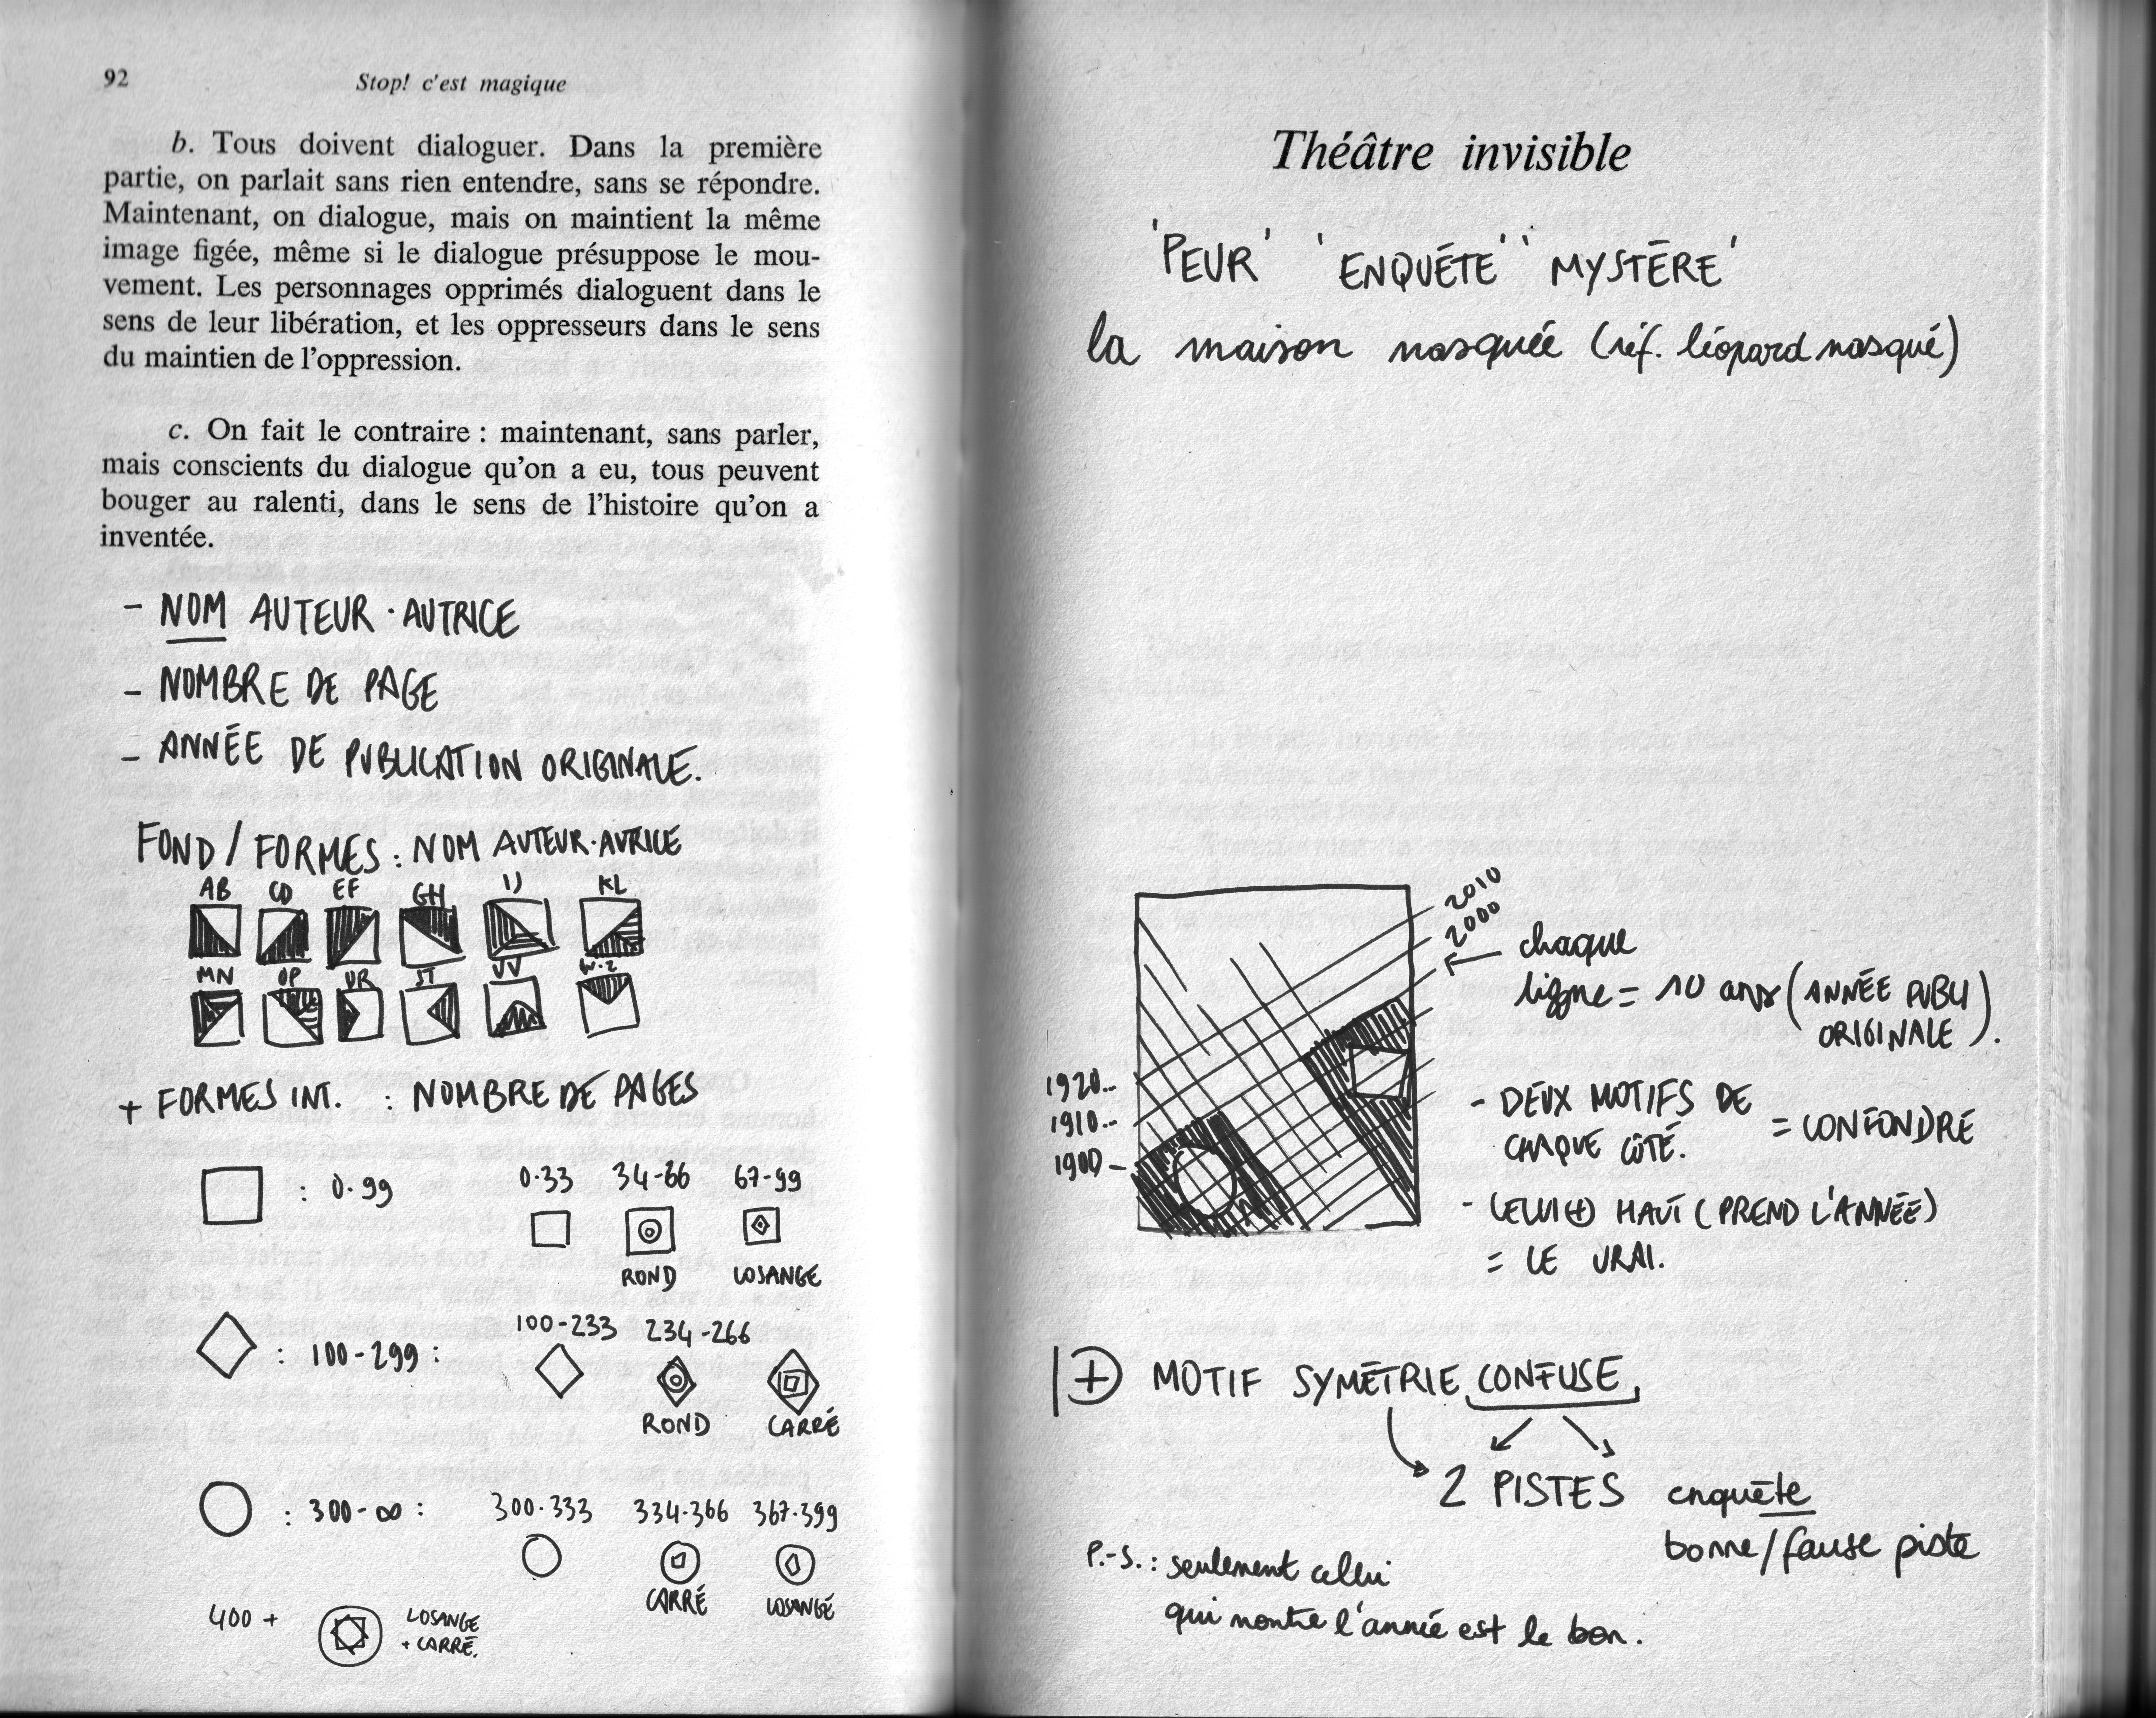 92
Stop! c'est magique
b. Tous doivent dialoguer. Dans la première
partie, on parlait sans rien entendre, sans se répondre.
Maintenant, on dialogue, mais on maintient la même
image figée, même si le dialogue présuppose le mou-
vement. Les personnages opprimés dialoguent dans le
sens de leur libération, et les oppresseurs dans le sens
du maintien de l'oppression.
c. On fait le contraire : maintenant, sans parler,
mais conscients du dialogue qu'on a eu, tous peuvent
bouger au ralenti, dans le sens de l'histoire qu'on a
inventée.
- NOM AUTEUR·AUTRICE
- NOMBRE DE PAGE
- ANNÉE DE PUBLICATION ORIGINALE.
FOND / FORMES : NOM AUTEUR·AUTRICE
AB CD EF GH IJ KL
MN OP QR ST UV W·Z
+ FORMES INT. : NOMBRE DE PAGES
: 0·99 0·33 34-66 67-99
ROND LOSANGE
: 100-299 : 100-233 234-266
ROND CARRÉ
: 300-∞ : 300·333 334·366 367·399
CARRÉ LOSANGE
400 + LOSANGE
+ CARRÉ.
Théâtre invisible
'PEUR' 'ENQUÊTE' 'MYSTÈRE'
la maison masquée (réf. léopard masqué)
2010
2000
chaque
ligne = 10 ans (ANNÉE PUBLI
ORIGINALE).
1920..
1910..
1900-
- DEUX MOTIFS DE
CHAQUE CÔTÉ. = CONFONDRE
- CELUI (+) HAUT (PREND L'ANNÉE)
= LE VRAI.
+ MOTIF SYMÉTRIE CONFUSE
2 PISTES enquête
bonne/fausse piste
P.-S. : seulement celui
qui montre l'année est le bon.